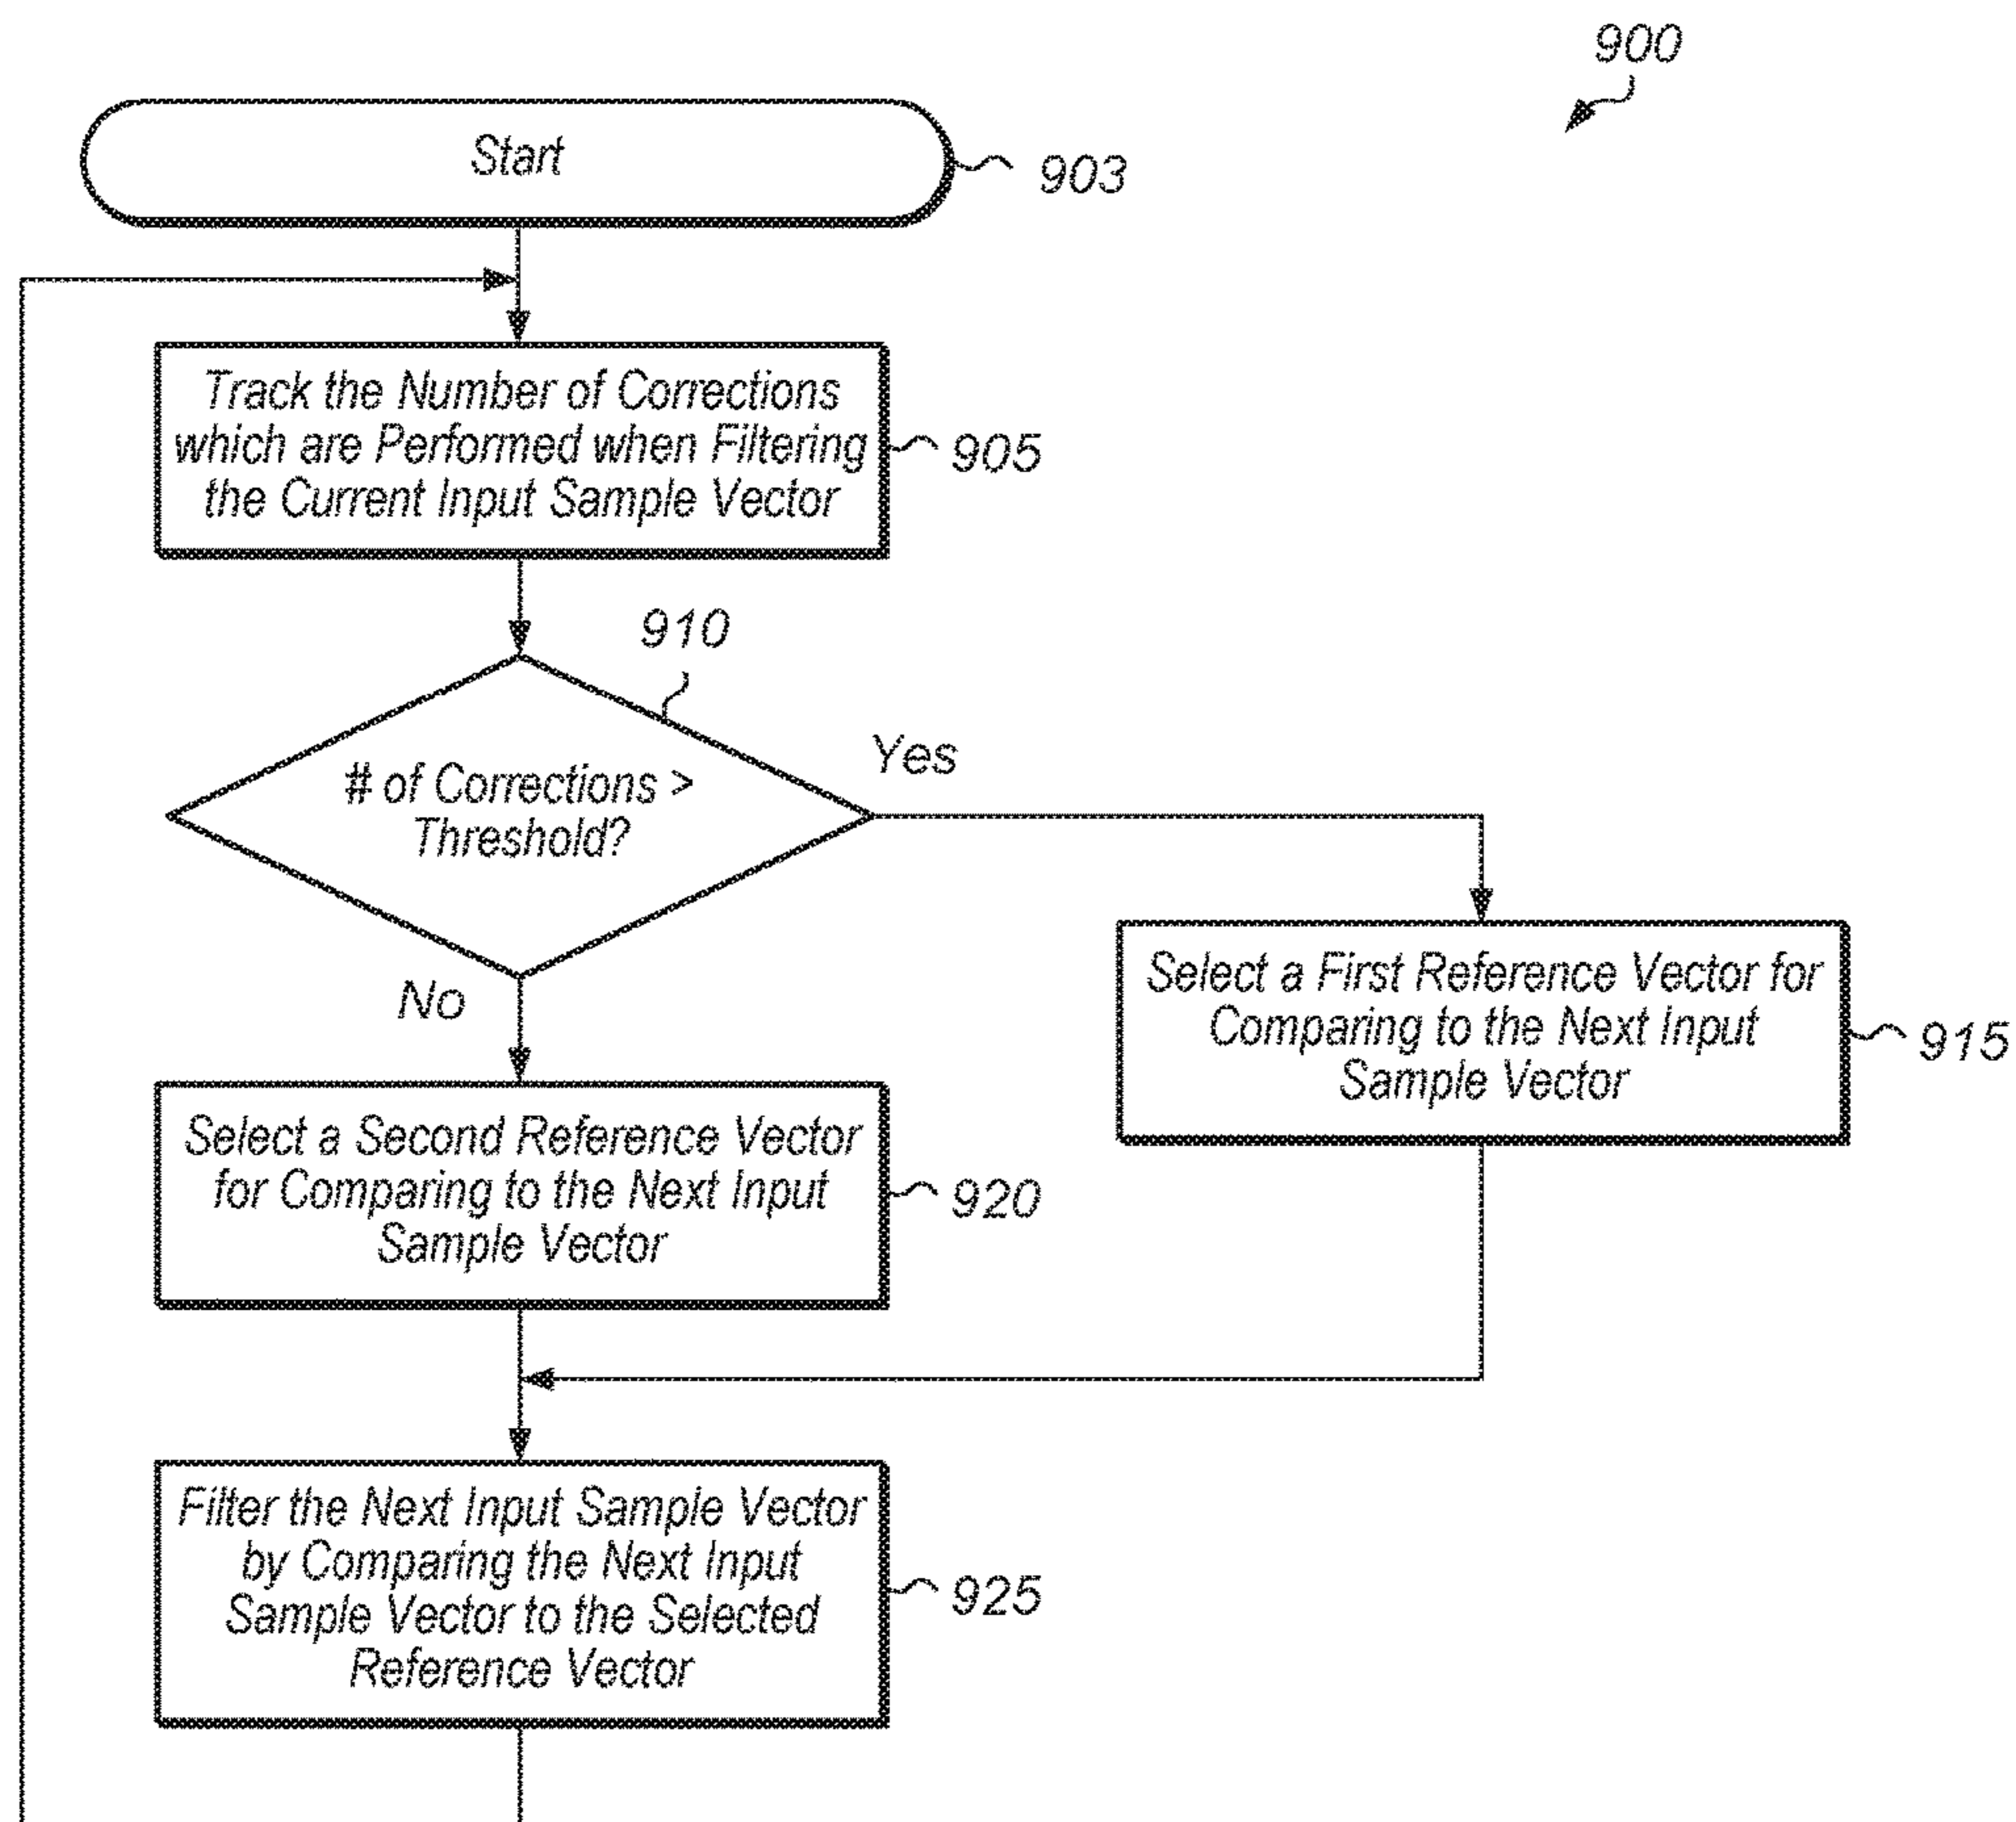 900
Start
903
Track the Number of Corrections
which are Performed when Filtering
the Current Input Sample Vector
905
910
# of Corrections >
Threshold?
Yes
No
Select a First Reference Vector for
Comparing to the Next Input
Sample Vector
915
Select a Second Reference Vector
for Comparing to the Next Input
Sample Vector
920
Filter the Next Input Sample Vector
by Comparing the Next Input
Sample Vector to the Selected
Reference Vector
925